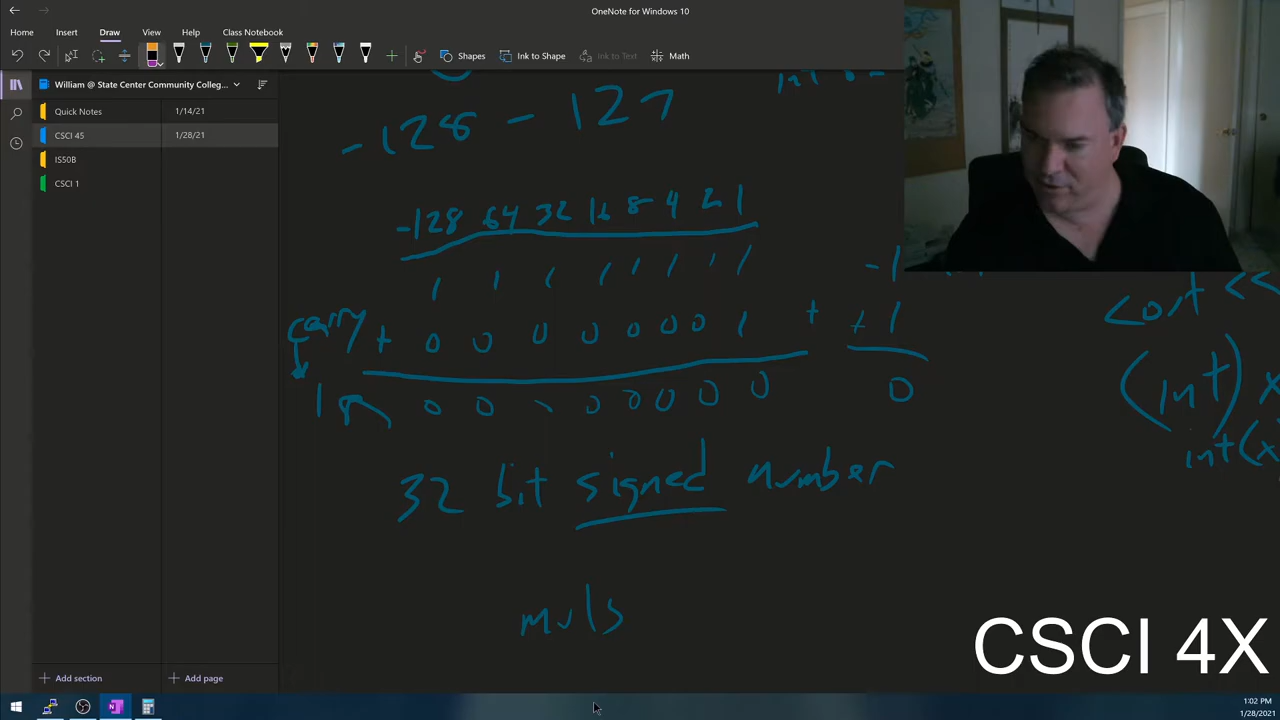 OneNote for Windows 10
Home Insert Draw View Help Class Notebook
Shapes Ink to Shape Ink to Text Math
William @ State Center Community Colleg...
Quick Notes 1/14/21
CSCI 45 1/28/21
IS50B
CSCI 1
-128 - 127
-128 64 32 16 8 4 2 1
1 1 1 1 1 1 1 1 -1
carry + 0 0 0 0 0 0 0 1 + + 1
1 0 0 0 0 0 0 0 0
cout <<
(int) x
int(x
32 bit signed number
muls
CSCI 4X
Add section Add page
1:02 PM
1/28/2021